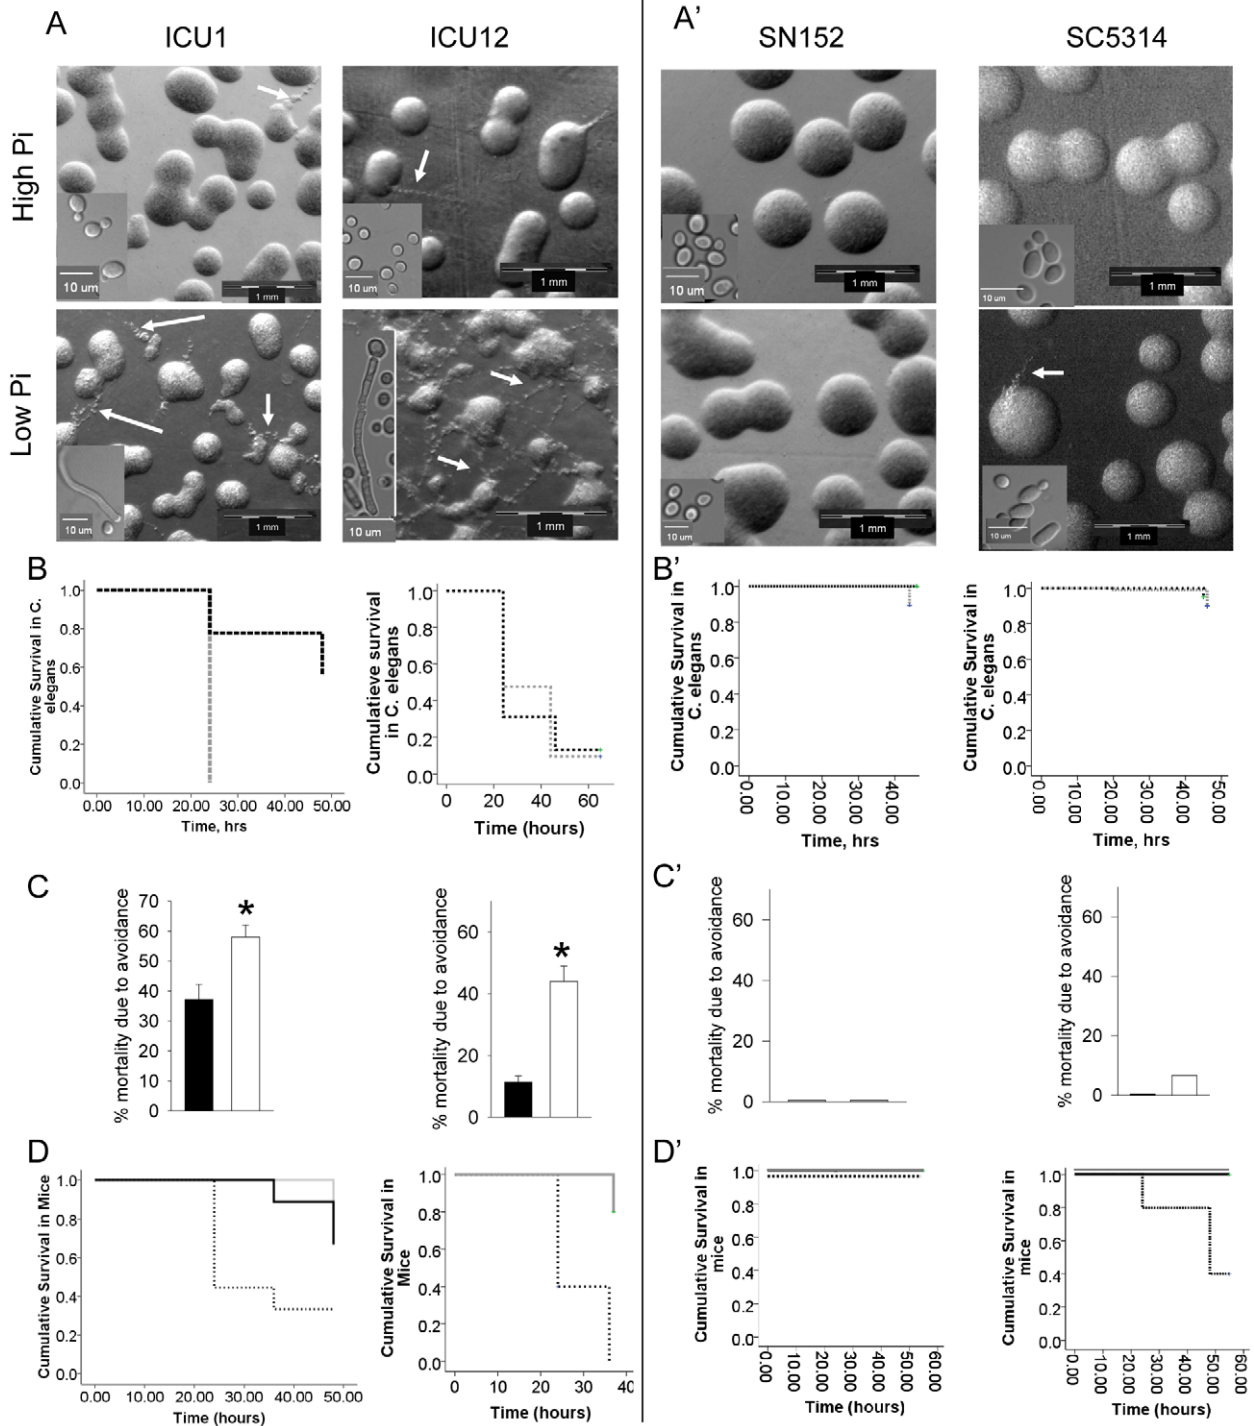 A
ICU1
ICU12
A'
SN152
SC5314
High Pi
10 um
1 mm
10 um
1 mm
10 um
1 mm
10 um
1 mm
Low Pi
10 um
1 mm
10 um
1 mm
10 um
1 mm
10 um
1 mm
B
Cumulative Survival in C.
elegans
1.0
0.8
0.6
0.4
0.2
0.0
0.00 10.00 20.00 30.00 40.00 50.00
Time, hrs
Cumulatieve survival
in C. elegans
1.0
0.8
0.6
0.4
0.2
0.0
0 20 40 60
Time (hours)
B'
Cumulative Survival in
C. elegans
1.0
0.8
0.6
0.4
0.2
0.0
0.00 10.00 20.00 30.00 40.00
Time, hrs
Cumulative Survival in
C. elegans
1.0
0.8
0.6
0.4
0.2
0.0
0.00 10.00 20.00 30.00 40.00 50.00
Time, hrs
C
% mortality due to avoidance
70
60
50
40
30
20
10
0
*
% mortality due to avoidance
60
40
20
0
*
C'
% mortality due to avoidance
60
40
20
0
% mortality due to avoidance
60
40
20
0
D
Cumulative Survival in Mice
1.0
0.8
0.6
0.4
0.2
0.0
0.00 10.00 20.00 30.00 40.00 50.00
Time (hours)
Cumulative Survival in
Mice
1.0
0.8
0.6
0.4
0.2
0.0
0 10 20 30 40
Time (hours)
D'
Cumulative Survival in
mice
1.0
0.8
0.6
0.4
0.2
0.0
0.00 10.00 20.00 30.00 40.00 50.00 60.00
Time (hours)
Cumulative Survival in
mice
1.0
0.8
0.6
0.4
0.2
0.0
0.00 10.00 20.00 30.00 40.00 50.00 60.00
Time (hours)